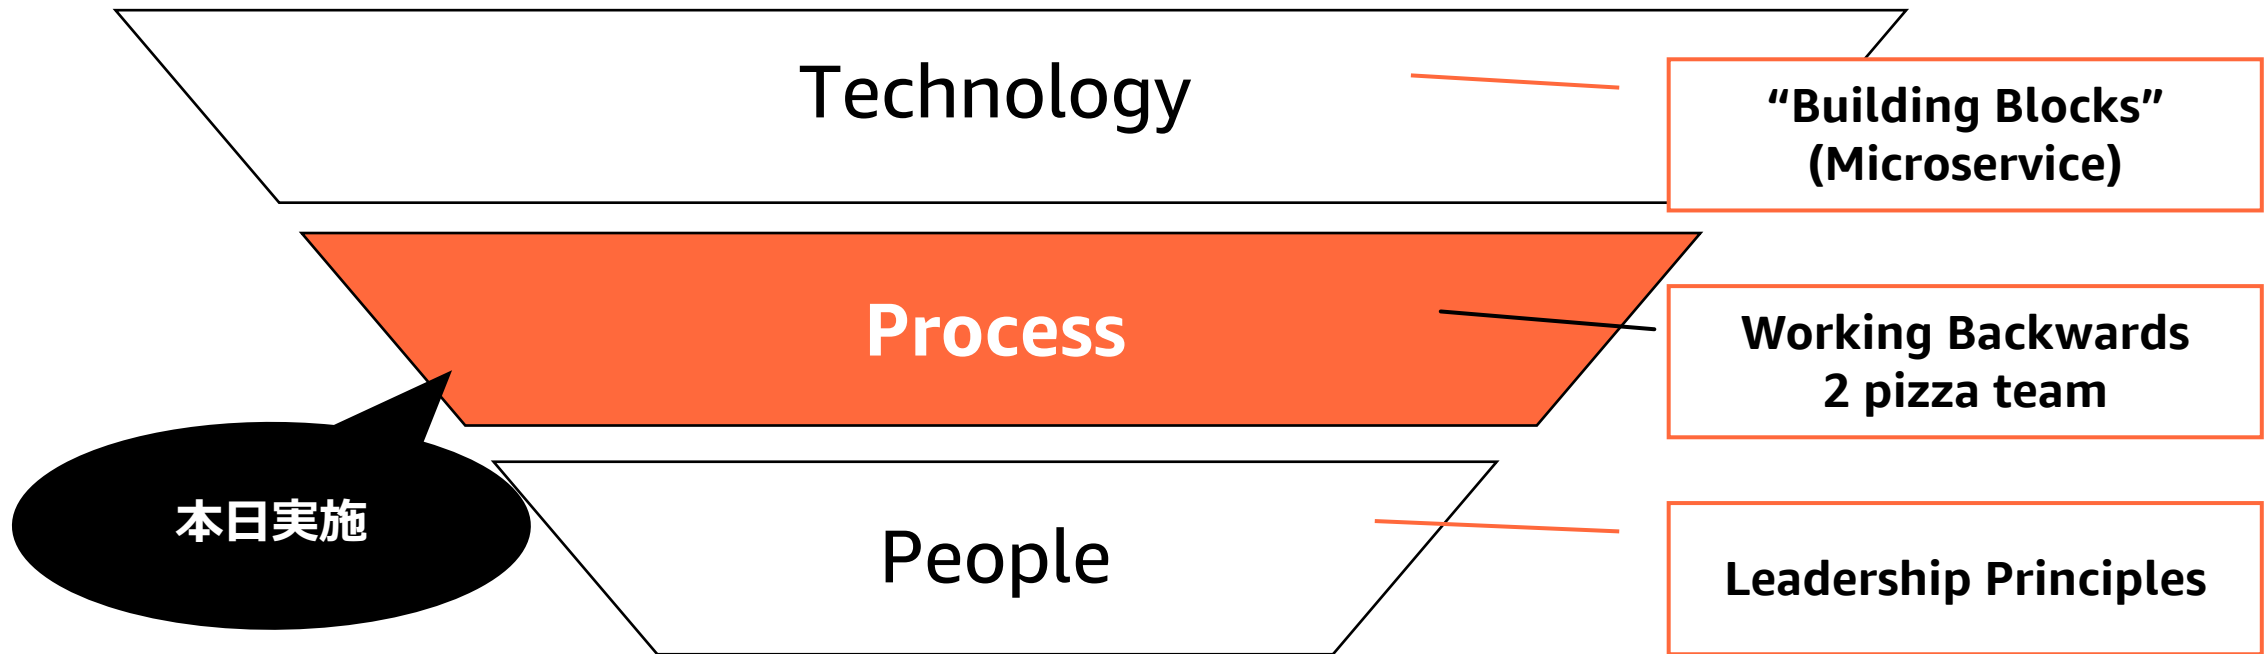 Technology
“Building Blocks”
(Microservice)
Process
Working Backwards
2 pizza team
本日実施
People
Leadership Principles